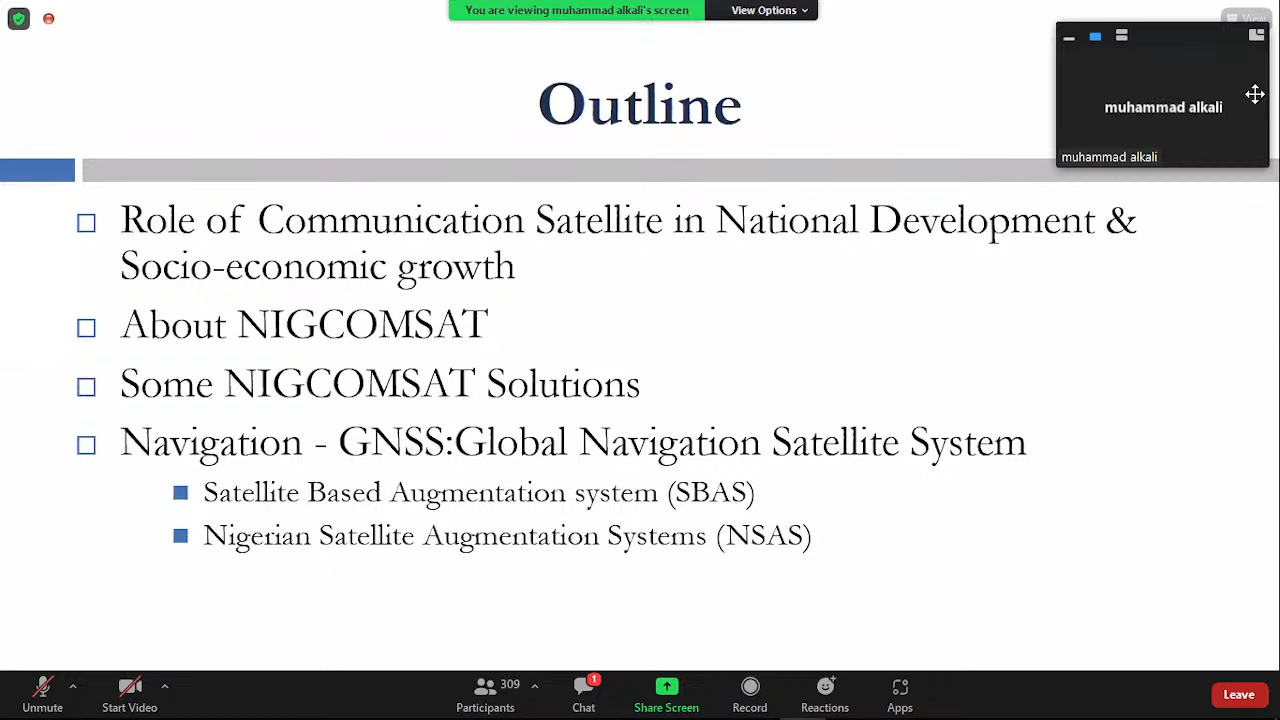 You are viewing muhammad alkali's screen
View Options
View
Outline
muhammad alkali
muhammad alkali
Role of Communication Satellite in National Development &
Socio-economic growth
About NIGCOMSAT
Some NIGCOMSAT Solutions
Navigation - GNSS:Global Navigation Satellite System
Satellite Based Augmentation system (SBAS)
Nigerian Satellite Augmentation Systems (NSAS)
309
1
Unmute
Start Video
Participants
Chat
Share Screen
Record
Reactions
Apps
Leave